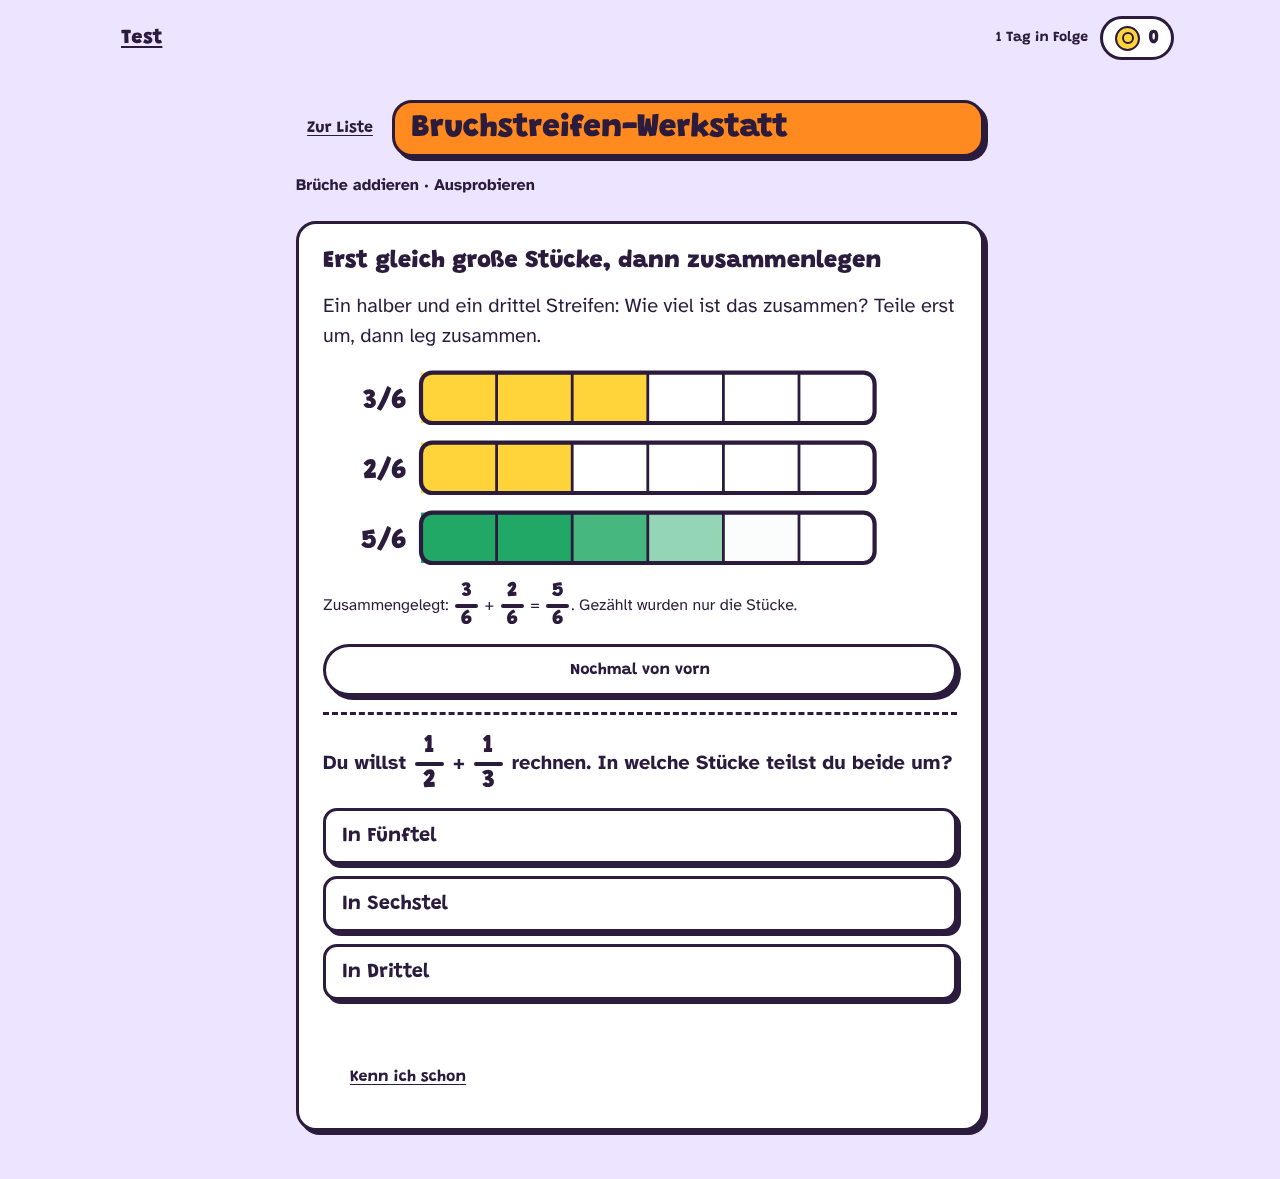 Test
1 Tag in Folge
0
Zur Liste
Bruchstreifen-Werkstatt
Brüche addieren · Ausprobieren
Erst gleich große Stücke, dann zusammenlegen
Ein halber und ein drittel Streifen: Wie viel ist das zusammen? Teile erst
um, dann leg zusammen.
3/6
2/6
5/6
Zusammengelegt: 3/6 + 2/6 = 5/6. Gezählt wurden nur die Stücke.
Nochmal von vorn
Du willst 1/2 + 1/3 rechnen. In welche Stücke teilst du beide um?
In Fünftel
In Sechstel
In Drittel
Kenn ich schon